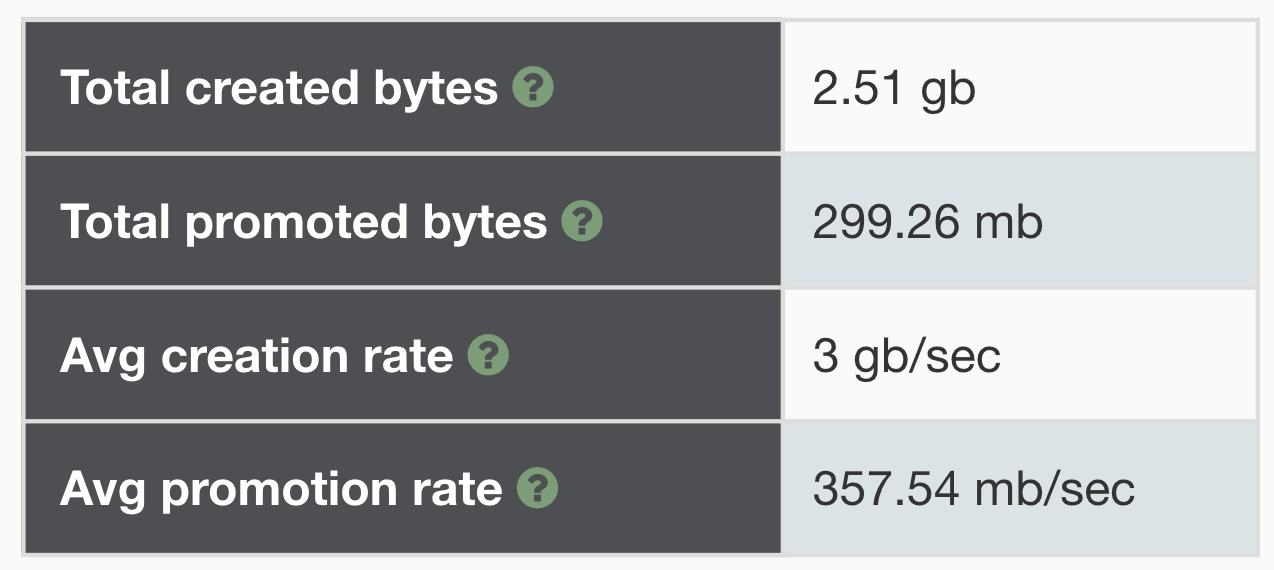 Total created bytes ? 2.51 gb
Total promoted bytes ? 299.26 mb
Avg creation rate ? 3 gb/sec
Avg promotion rate ? 357.54 mb/sec